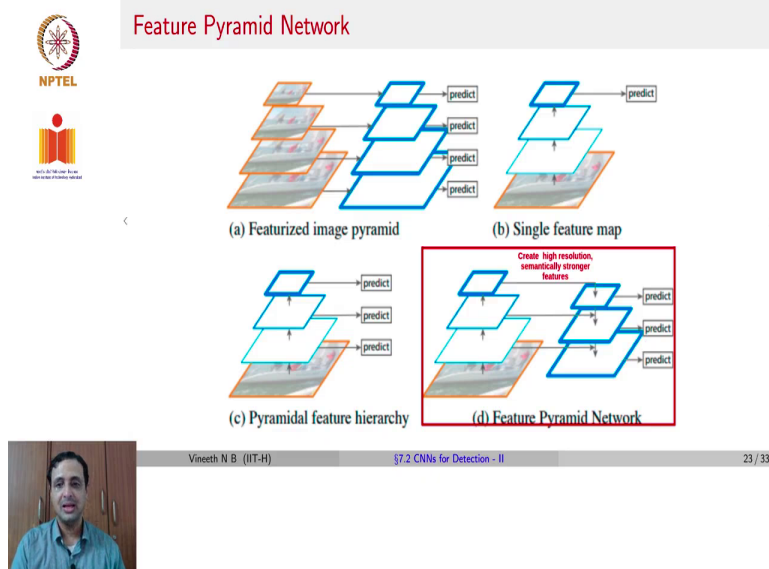 Feature Pyramid Network
NPTEL
predict
predict
predict
predict
(a) Featurized image pyramid
predict
(b) Single feature map
predict
predict
predict
(c) Pyramidal feature hierarchy
Create high resolution,
semantically stronger
features
predict
predict
predict
(d) Feature Pyramid Network
Vineeth N B (IIT-H)
§7.2 CNNs for Detection - II
23 / 33